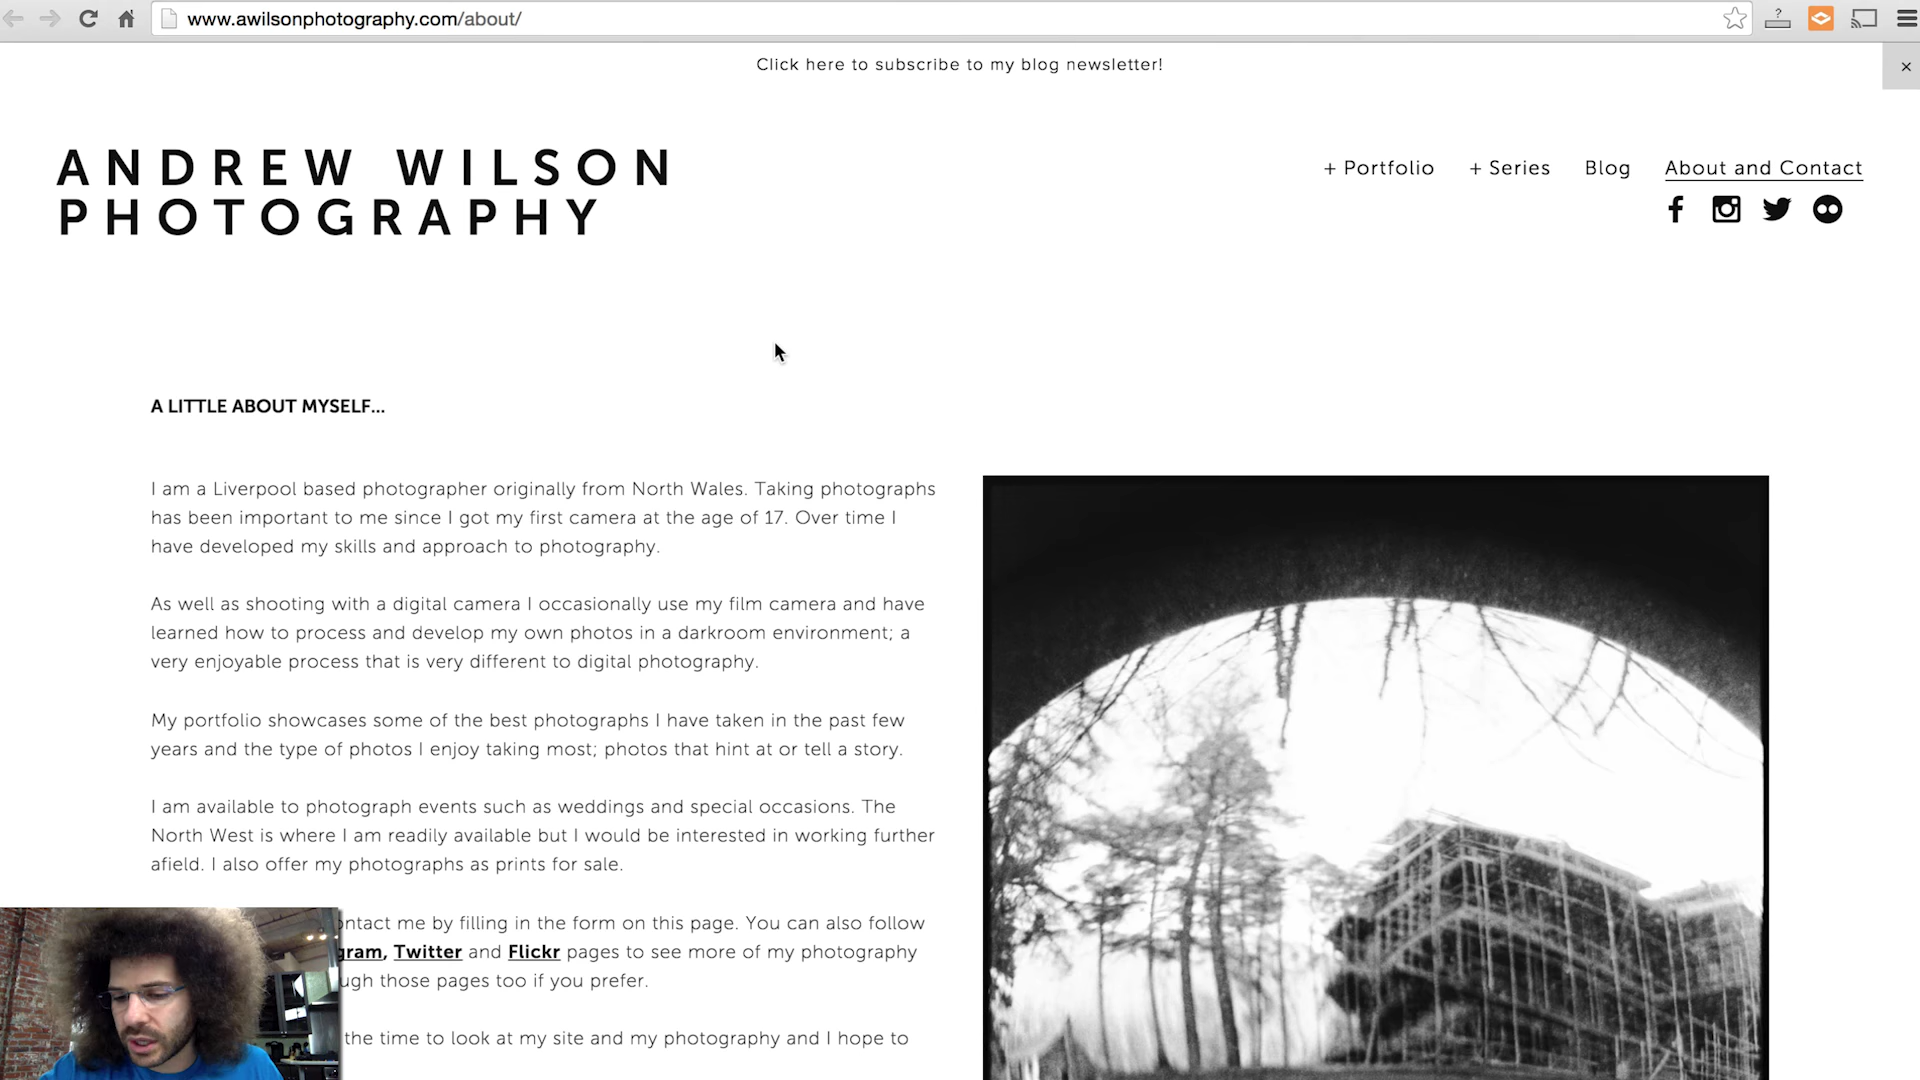 www.awilsonphotography.com/about/
Click here to subscribe to my blog newsletter!
ANDREW WILSON
PHOTOGRAPHY
+ Portfolio + Series Blog About and Contact
A LITTLE ABOUT MYSELF...
I am a Liverpool based photographer originally from North Wales. Taking photographs
has been important to me since I got my first camera at the age of 17. Over time I
have developed my skills and approach to photography.
As well as shooting with a digital camera I occasionally use my film camera and have
learned how to process and develop my own photos in a darkroom environment; a
very enjoyable process that is very different to digital photography.
My portfolio showcases some of the best photographs I have taken in the past few
years and the type of photos I enjoy taking most; photos that hint at or tell a story.
I am available to photograph events such as weddings and special occasions. The
North West is where I am readily available but I would be interested in working further
afield. I also offer my photographs as prints for sale.
ontact me by filling in the form on this page. You can also follow
gram, Twitter and Flickr pages to see more of my photography
ugh those pages too if you prefer.
the time to look at my site and my photography and I hope to